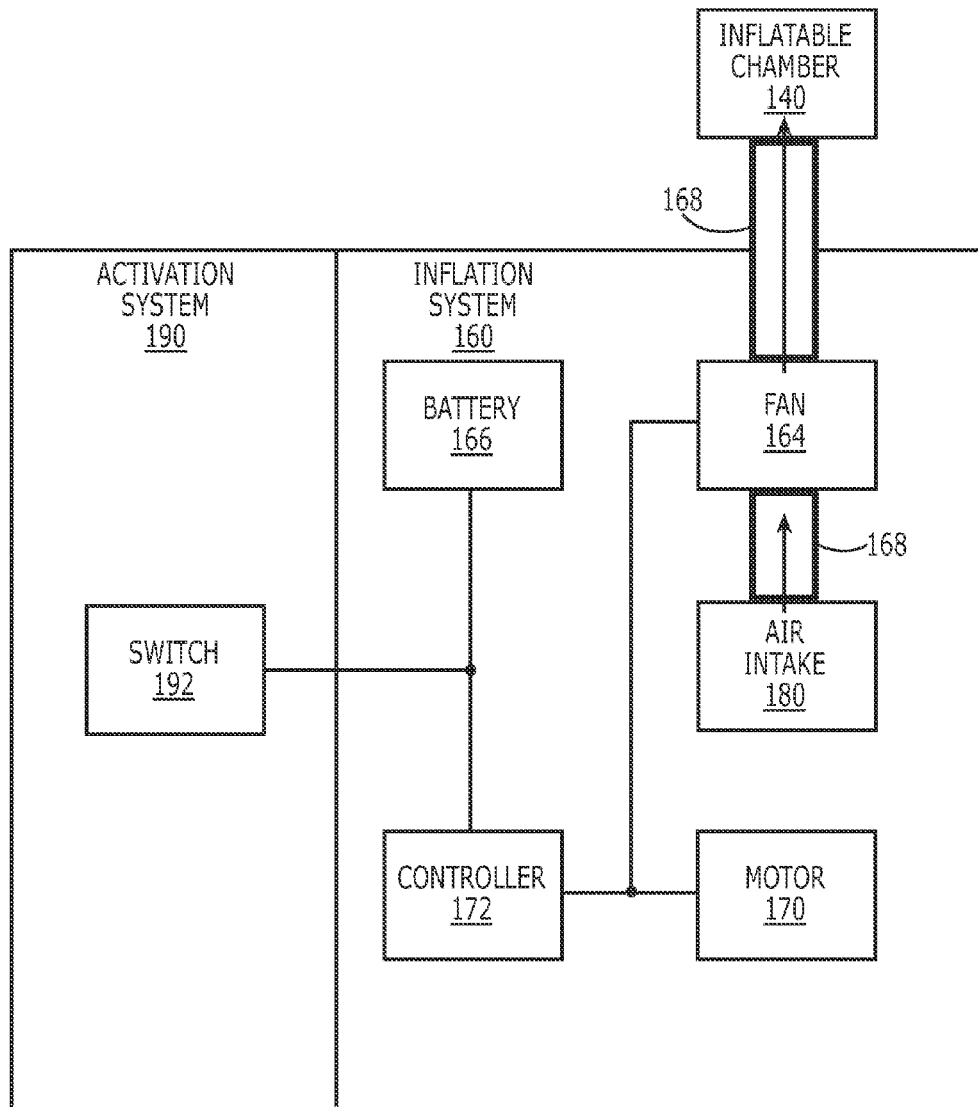 INFLATABLE
CHAMBER
140
168
ACTIVATION
SYSTEM
190
INFLATION
SYSTEM
160
BATTERY
166
FAN
164
168
SWITCH
192
AIR
INTAKE
180
CONTROLLER
172
MOTOR
170